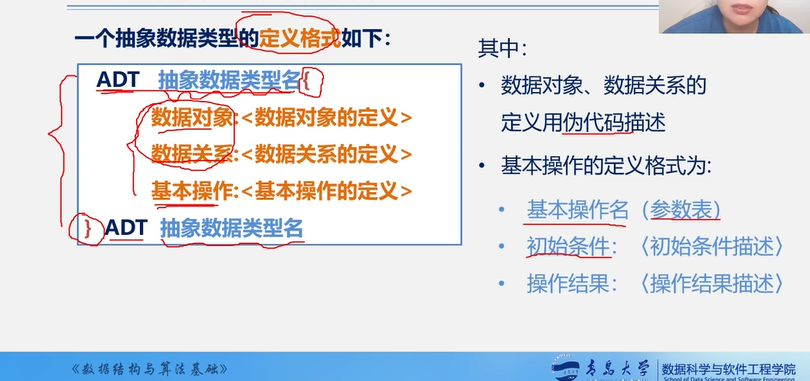 一个抽象数据类型的定义格式如下：
ADT 抽象数据类型名{
数据对象:<数据对象的定义>
数据关系:<数据关系的定义>
基本操作:<基本操作的定义>
} ADT 抽象数据类型名
其中：
• 数据对象、数据关系的
定义用伪代码描述
• 基本操作的定义格式为:
• 基本操作名（参数表）
• 初始条件：〈初始条件描述〉
• 操作结果：〈操作结果描述〉
《数据结构与算法基础》
青岛大学
数据科学与软件工程学院
School of Data Science and Software Engineering